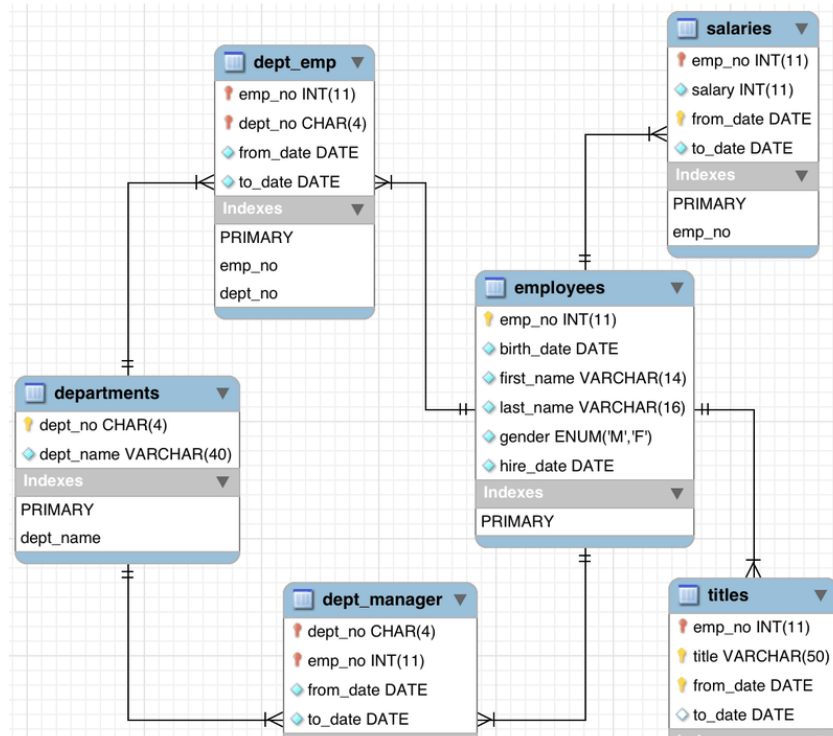 dept_emp
emp_no INT(11)
dept_no CHAR(4)
from_date DATE
to_date DATE
Indexes
PRIMARY
emp_no
dept_no
salaries
emp_no INT(11)
salary INT(11)
from_date DATE
to_date DATE
Indexes
PRIMARY
emp_no
employees
emp_no INT(11)
birth_date DATE
first_name VARCHAR(14)
last_name VARCHAR(16)
gender ENUM('M','F')
hire_date DATE
Indexes
PRIMARY
departments
dept_no CHAR(4)
dept_name VARCHAR(40)
Indexes
PRIMARY
dept_name
dept_manager
dept_no CHAR(4)
emp_no INT(11)
from_date DATE
to_date DATE
titles
emp_no INT(11)
title VARCHAR(50)
from_date DATE
to_date DATE